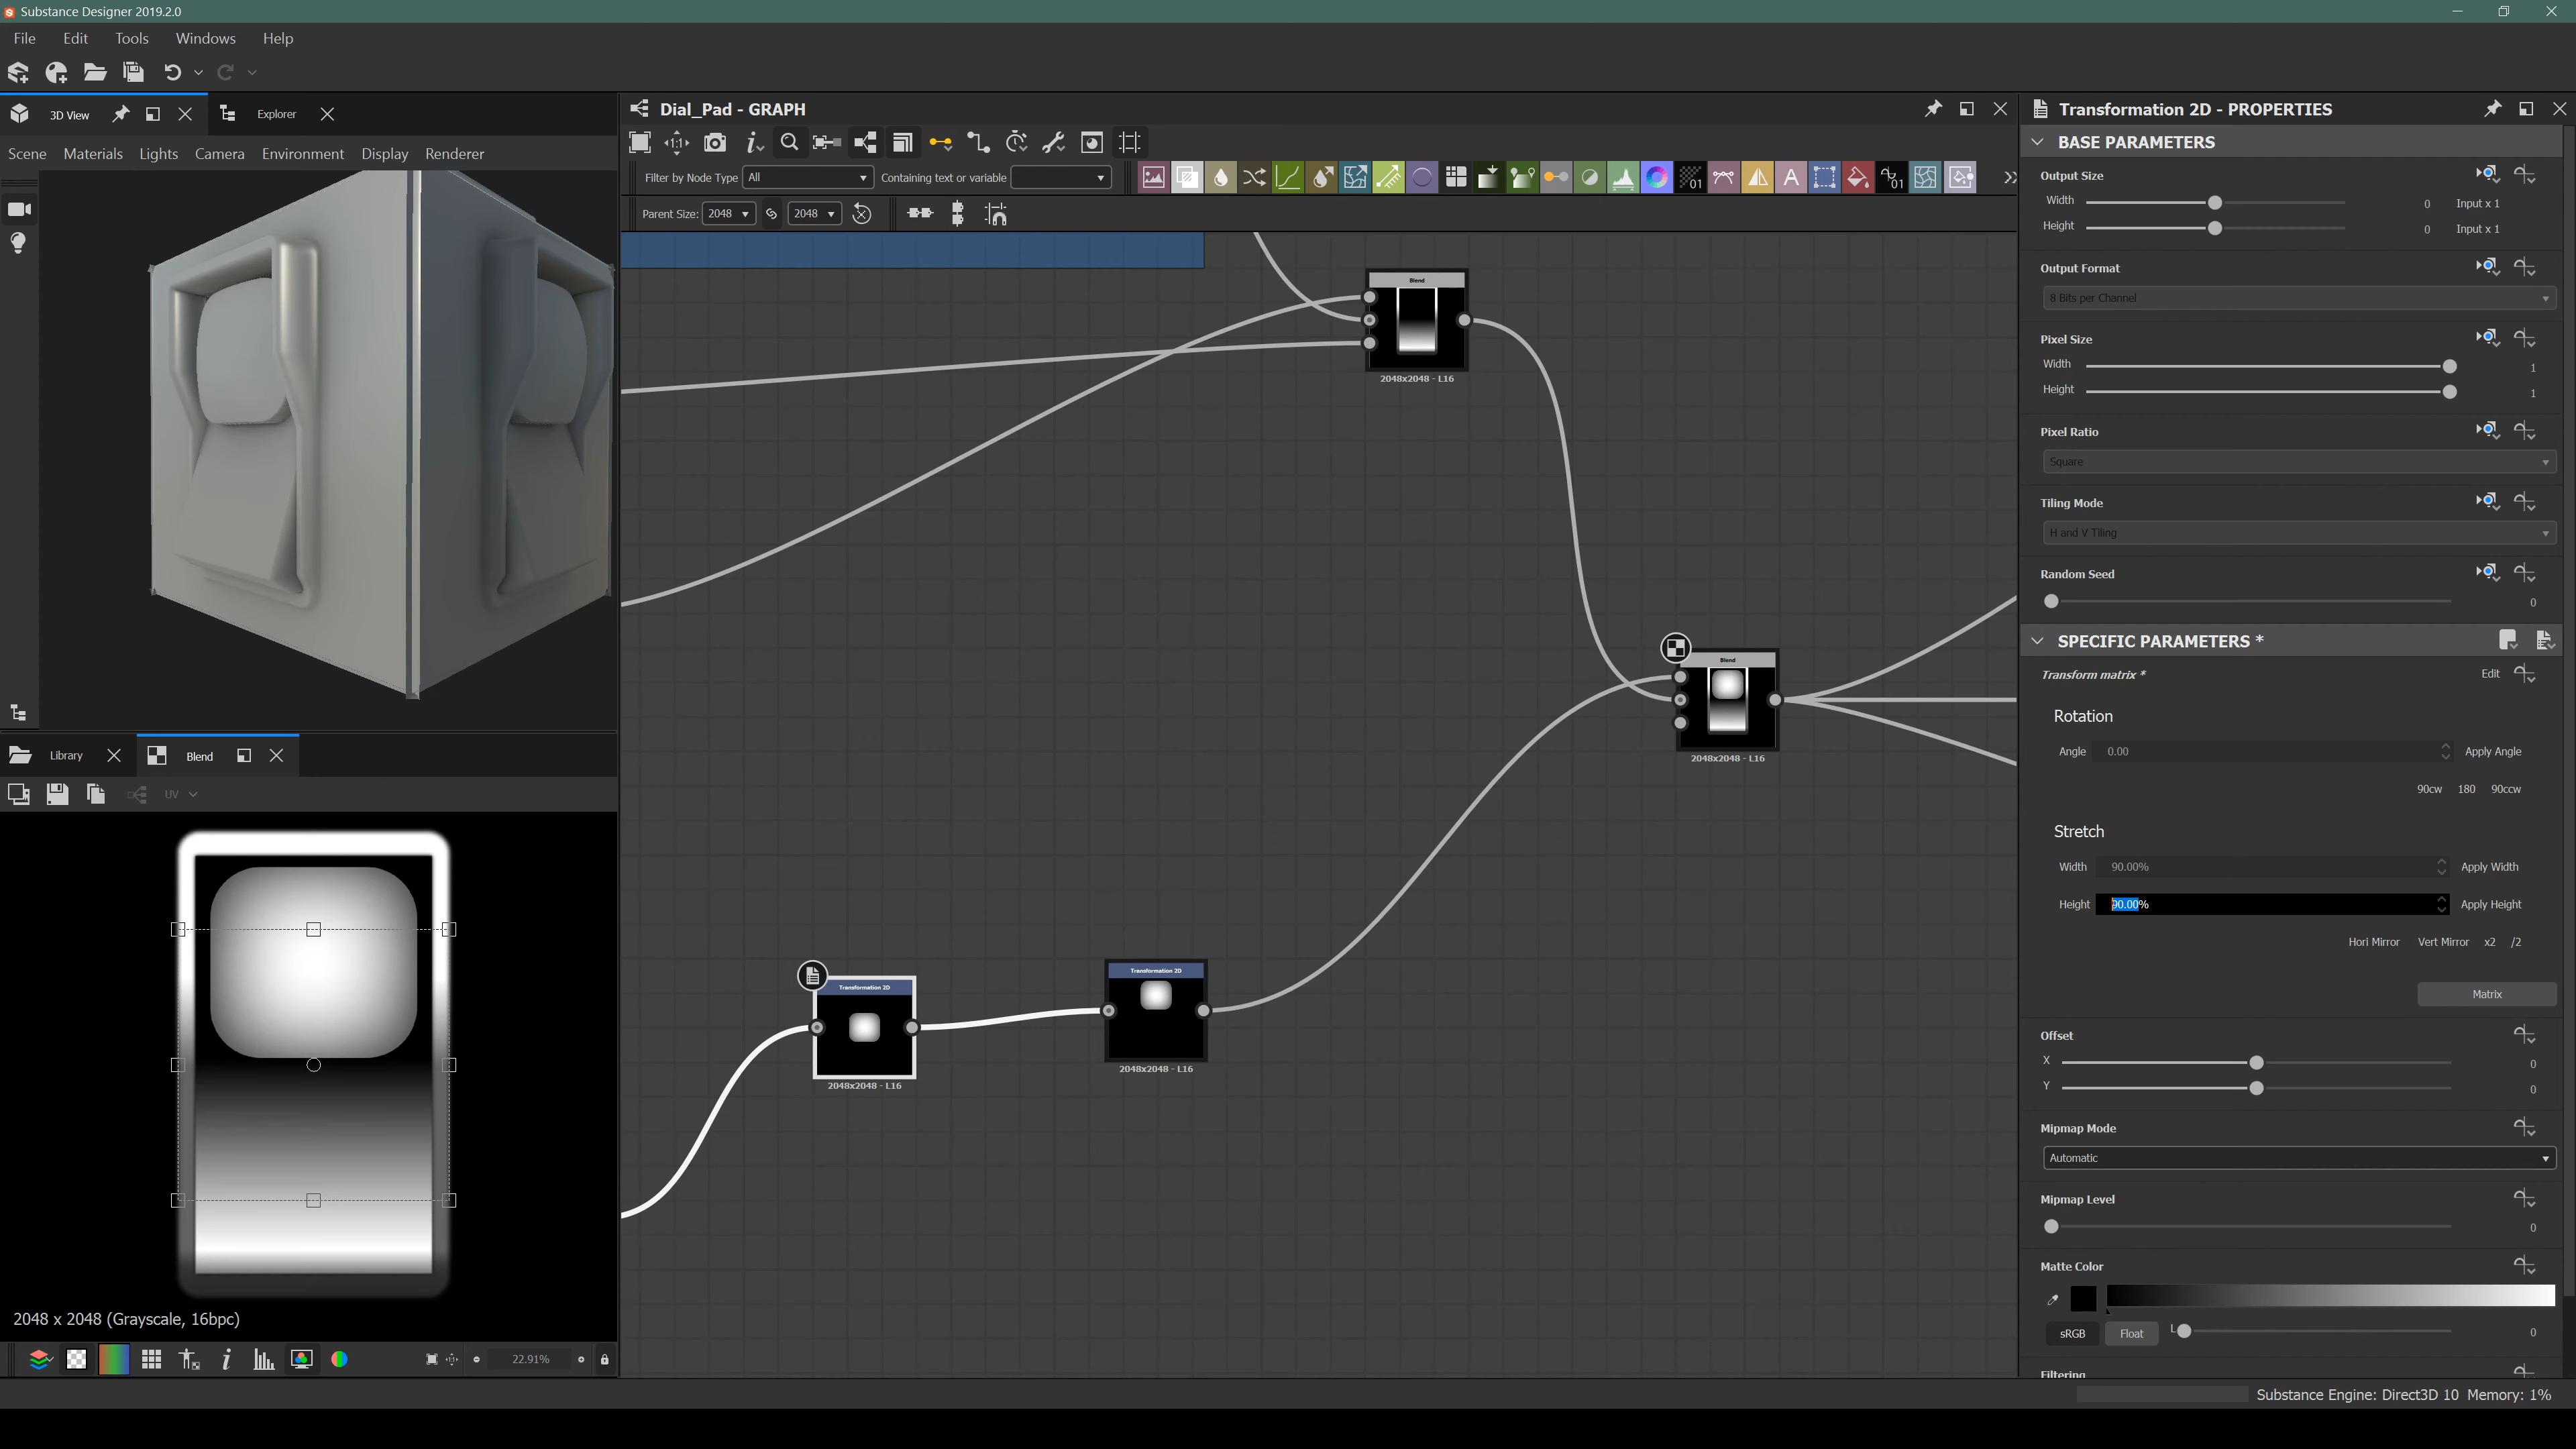 Substance Designer 2019.2.0
File Edit Tools Windows Help
3D View
Explorer
Scene Materials Lights Camera Environment Display Renderer
Library
Blend
UV
2048 x 2048 (Grayscale, 16bpc)
22.91%
Dial_Pad - GRAPH
Filter by Node Type All Containing text or variable
Parent Size: 2048 2048
Blend
2048x2048 - L16
Blend
2048x2048 - L16
Transformation 2D
2048x2048 - L16
Transformation 2D
2048x2048 - L16
Transformation 2D - PROPERTIES
BASE PARAMETERS
Output Size
Width 0 Input x 1
Height 0 Input x 1
Output Format
8 Bits per Channel
Pixel Size
Width 1
Height 1
Pixel Ratio
Square
Tiling Mode
H and V Tiling
Random Seed
0
SPECIFIC PARAMETERS *
Transform matrix * Edit
Rotation
Angle 0.00 Apply Angle
90cw 180 90ccw
Stretch
Width 90.00% Apply Width
Height 90.00% Apply Height
Hori Mirror Vert Mirror x2 /2
Matrix
Offset
X 0
Y 0
Mipmap Mode
Automatic
Mipmap Level
0
Matte Color
sRGB Float L 0
Filtering
Substance Engine: Direct3D 10 Memory: 1%